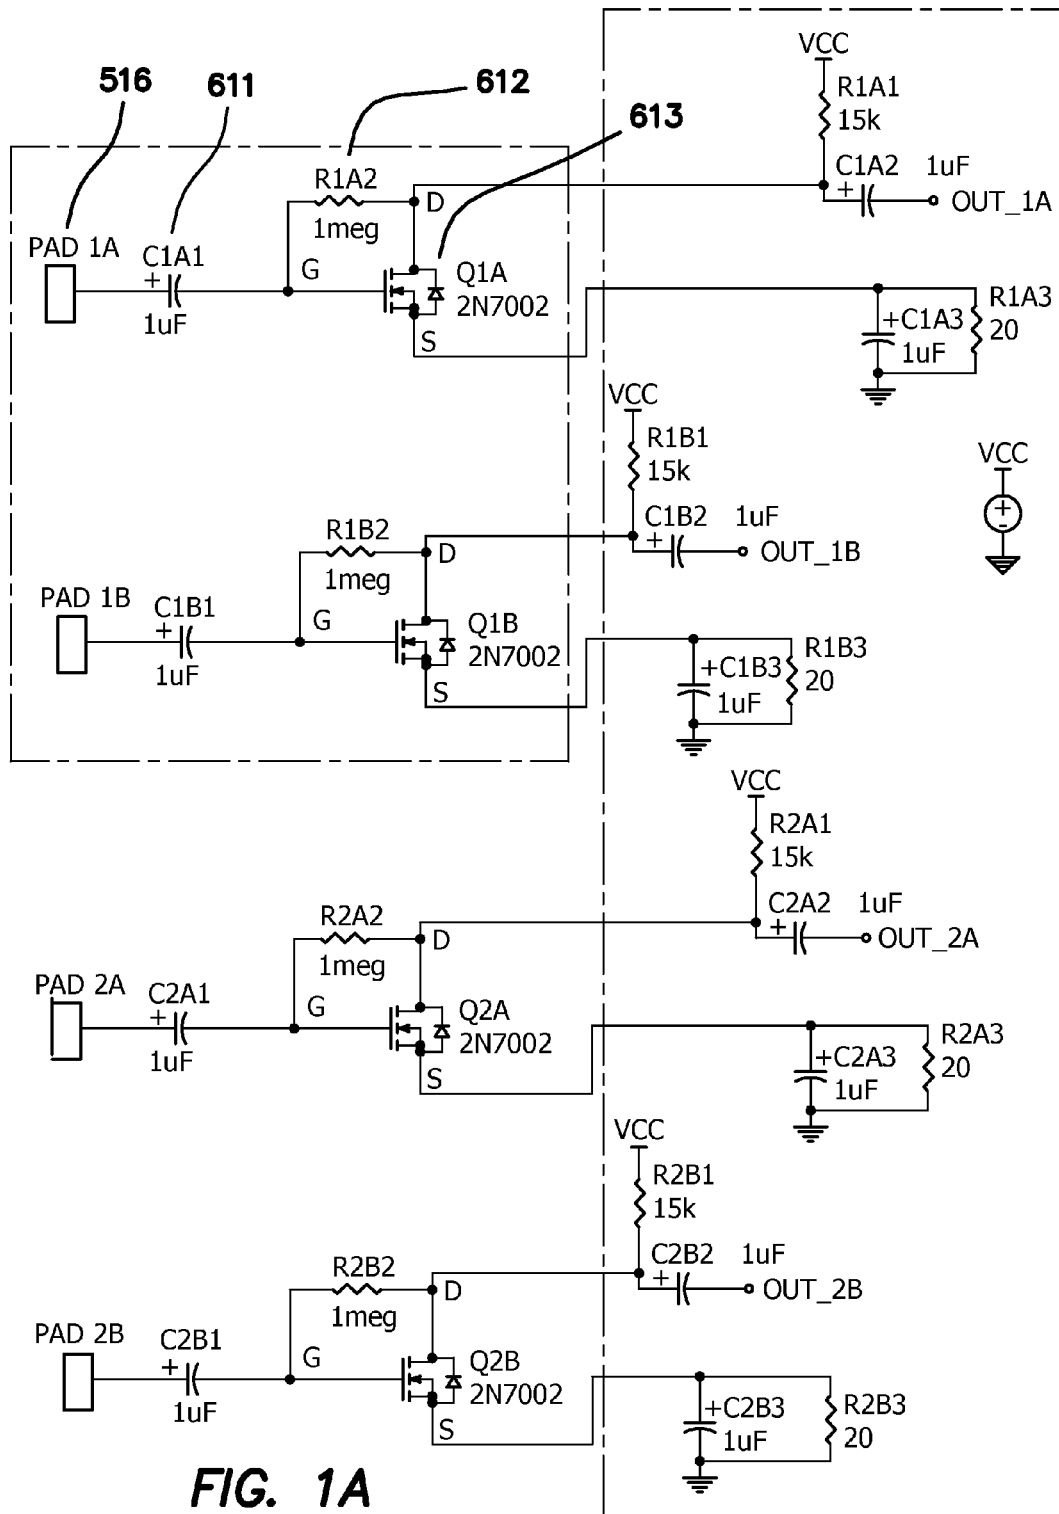 516
611
612
613
VCC
R1A1
15k
C1A2 1uF
+
OUT_1A
R1A2
1meg
D
PAD 1A
C1A1
+
1uF
G
Q1A
2N7002
S
+C1A3
1uF
R1A3
20
VCC
R1B1
15k
C1B2 1uF
+
OUT_1B
VCC
+
-
R1B2
1meg
D
PAD 1B
C1B1
+
1uF
G
Q1B
2N7002
S
+C1B3
1uF
R1B3
20
VCC
R2A1
15k
C2A2 1uF
+
OUT_2A
R2A2
1meg
D
PAD 2A
C2A1
+
1uF
G
Q2A
2N7002
S
+C2A3
1uF
R2A3
20
VCC
R2B1
15k
C2B2 1uF
+
OUT_2B
R2B2
1meg
D
PAD 2B
C2B1
+
1uF
G
Q2B
2N7002
S
+C2B3
1uF
R2B3
20
FIG. 1A